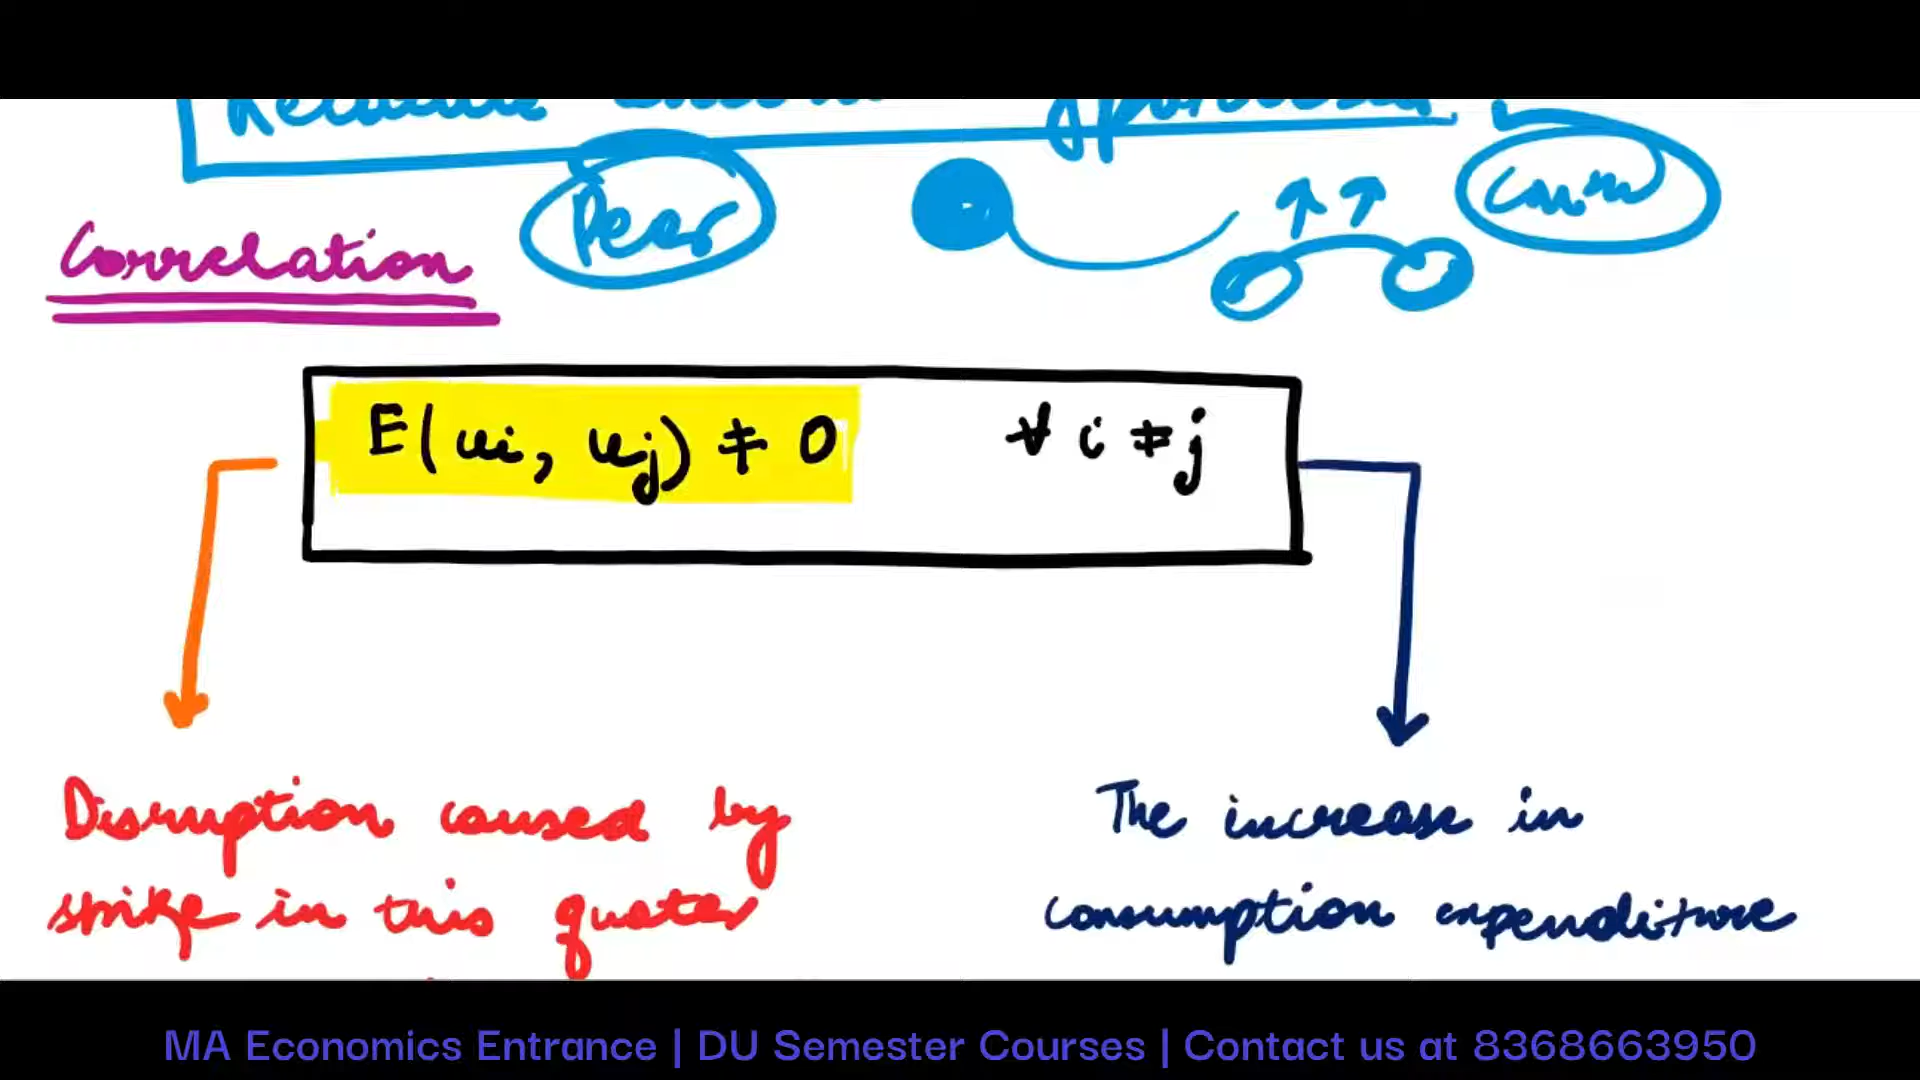 Peer
Correlation
E(ui, uj) ≠ 0 ∀ i ≠ j
Disruption caused by
strike in this quater
The increase in
consumption expenditure
MA Economics Entrance | DU Semester Courses | Contact us at 8368663950